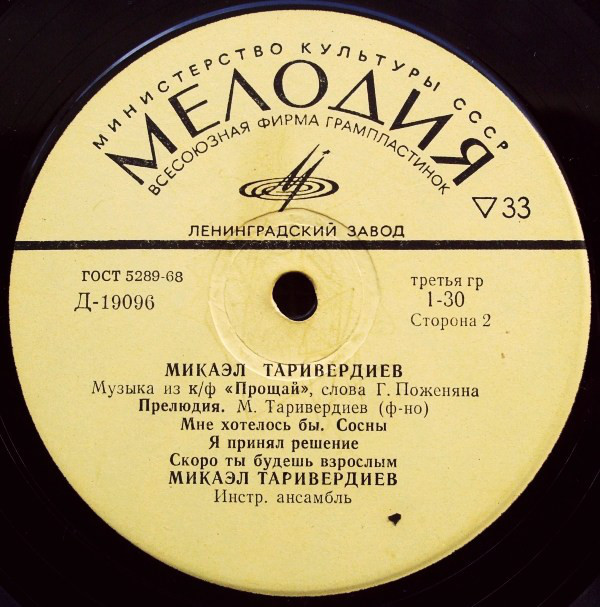 МИНИСТЕРСТВО КУЛЬТУРЫ СССР
МЕЛОДИЯ
ВСЕСОЮЗНАЯ ФИРМА ГРАМПЛАСТИНОК
▽33
ЛЕНИНГРАДСКИЙ ЗАВОД
ГОСТ 5289-68
Д-19096
третья гр
1-30
Сторона 2
МИКАЭЛ ТАРИВЕРДИЕВ
Музыка из к/ф «Прощай», слова Г. Поженяна
Прелюдия. М. Таривердиев (ф-но)
Мне хотелось бы. Сосны
Я принял решение
Скоро ты будешь взрослым
МИКАЭЛ ТАРИВЕРДИЕВ
Инстр. ансамбль